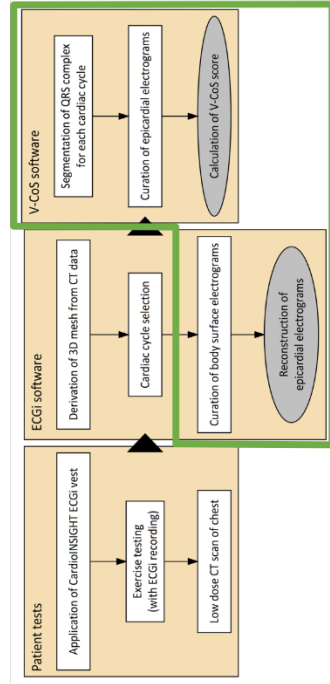 Patient tests
Application of CardioINSIGHT ECGi vest
Exercise testing
(with ECGi recording)
Low dose CT scan of chest
ECGi software
Derivation of 3D mesh from CT data
Cardiac cycle selection
Curation of body surface electrograms
Reconstruction of
epicardial electrograms
V-CoS software
Segmentation of QRS complex
for each cardiac cycle
Curation of epicardial electrograms
Calculation of V-CoS score